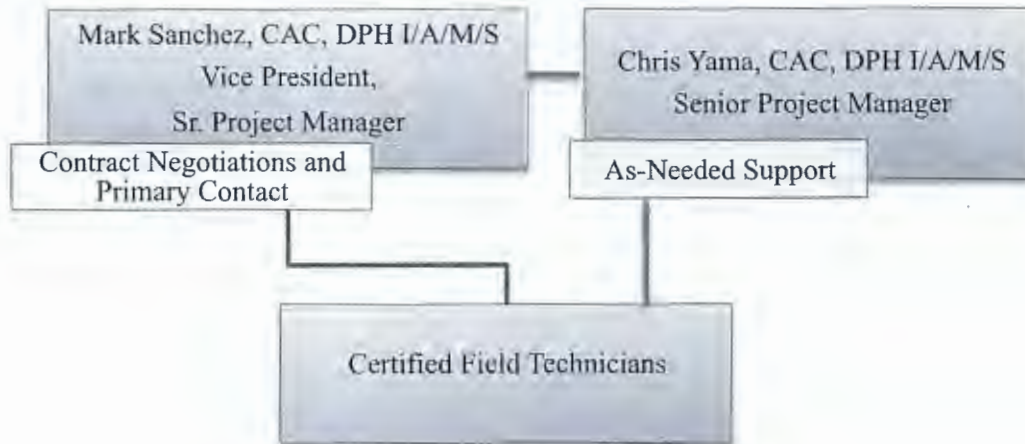 Mark Sanchez, CAC, DPH I/A/M/S
Vice President,
Sr. Project Manager
Contract Negotiations and
Primary Contact
Chris Yama, CAC, DPH I/A/M/S
Senior Project Manager
As-Needed Support
Certified Field Technicians